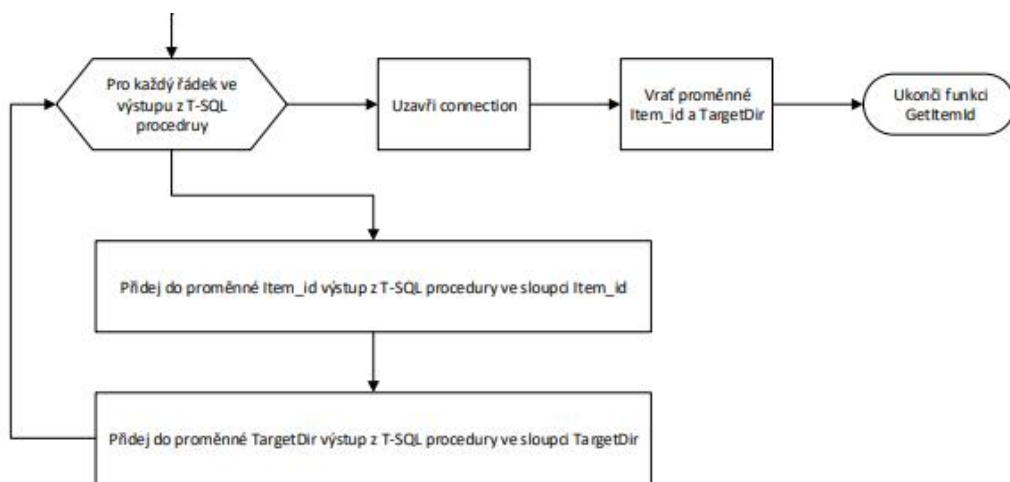 Pro každý řádek ve
výstupu z T-SQL
procedruy
Uzavři connection
Vrať proměnné
Item_id a TargetDir
Ukonči funkci
GetItemId
Přidej do proměnné Item_id výstup z T-SQL procedury ve sloupci Item_id
Přidej do proměnné TargetDir výstup z T-SQL procedury ve sloupci TargetDir